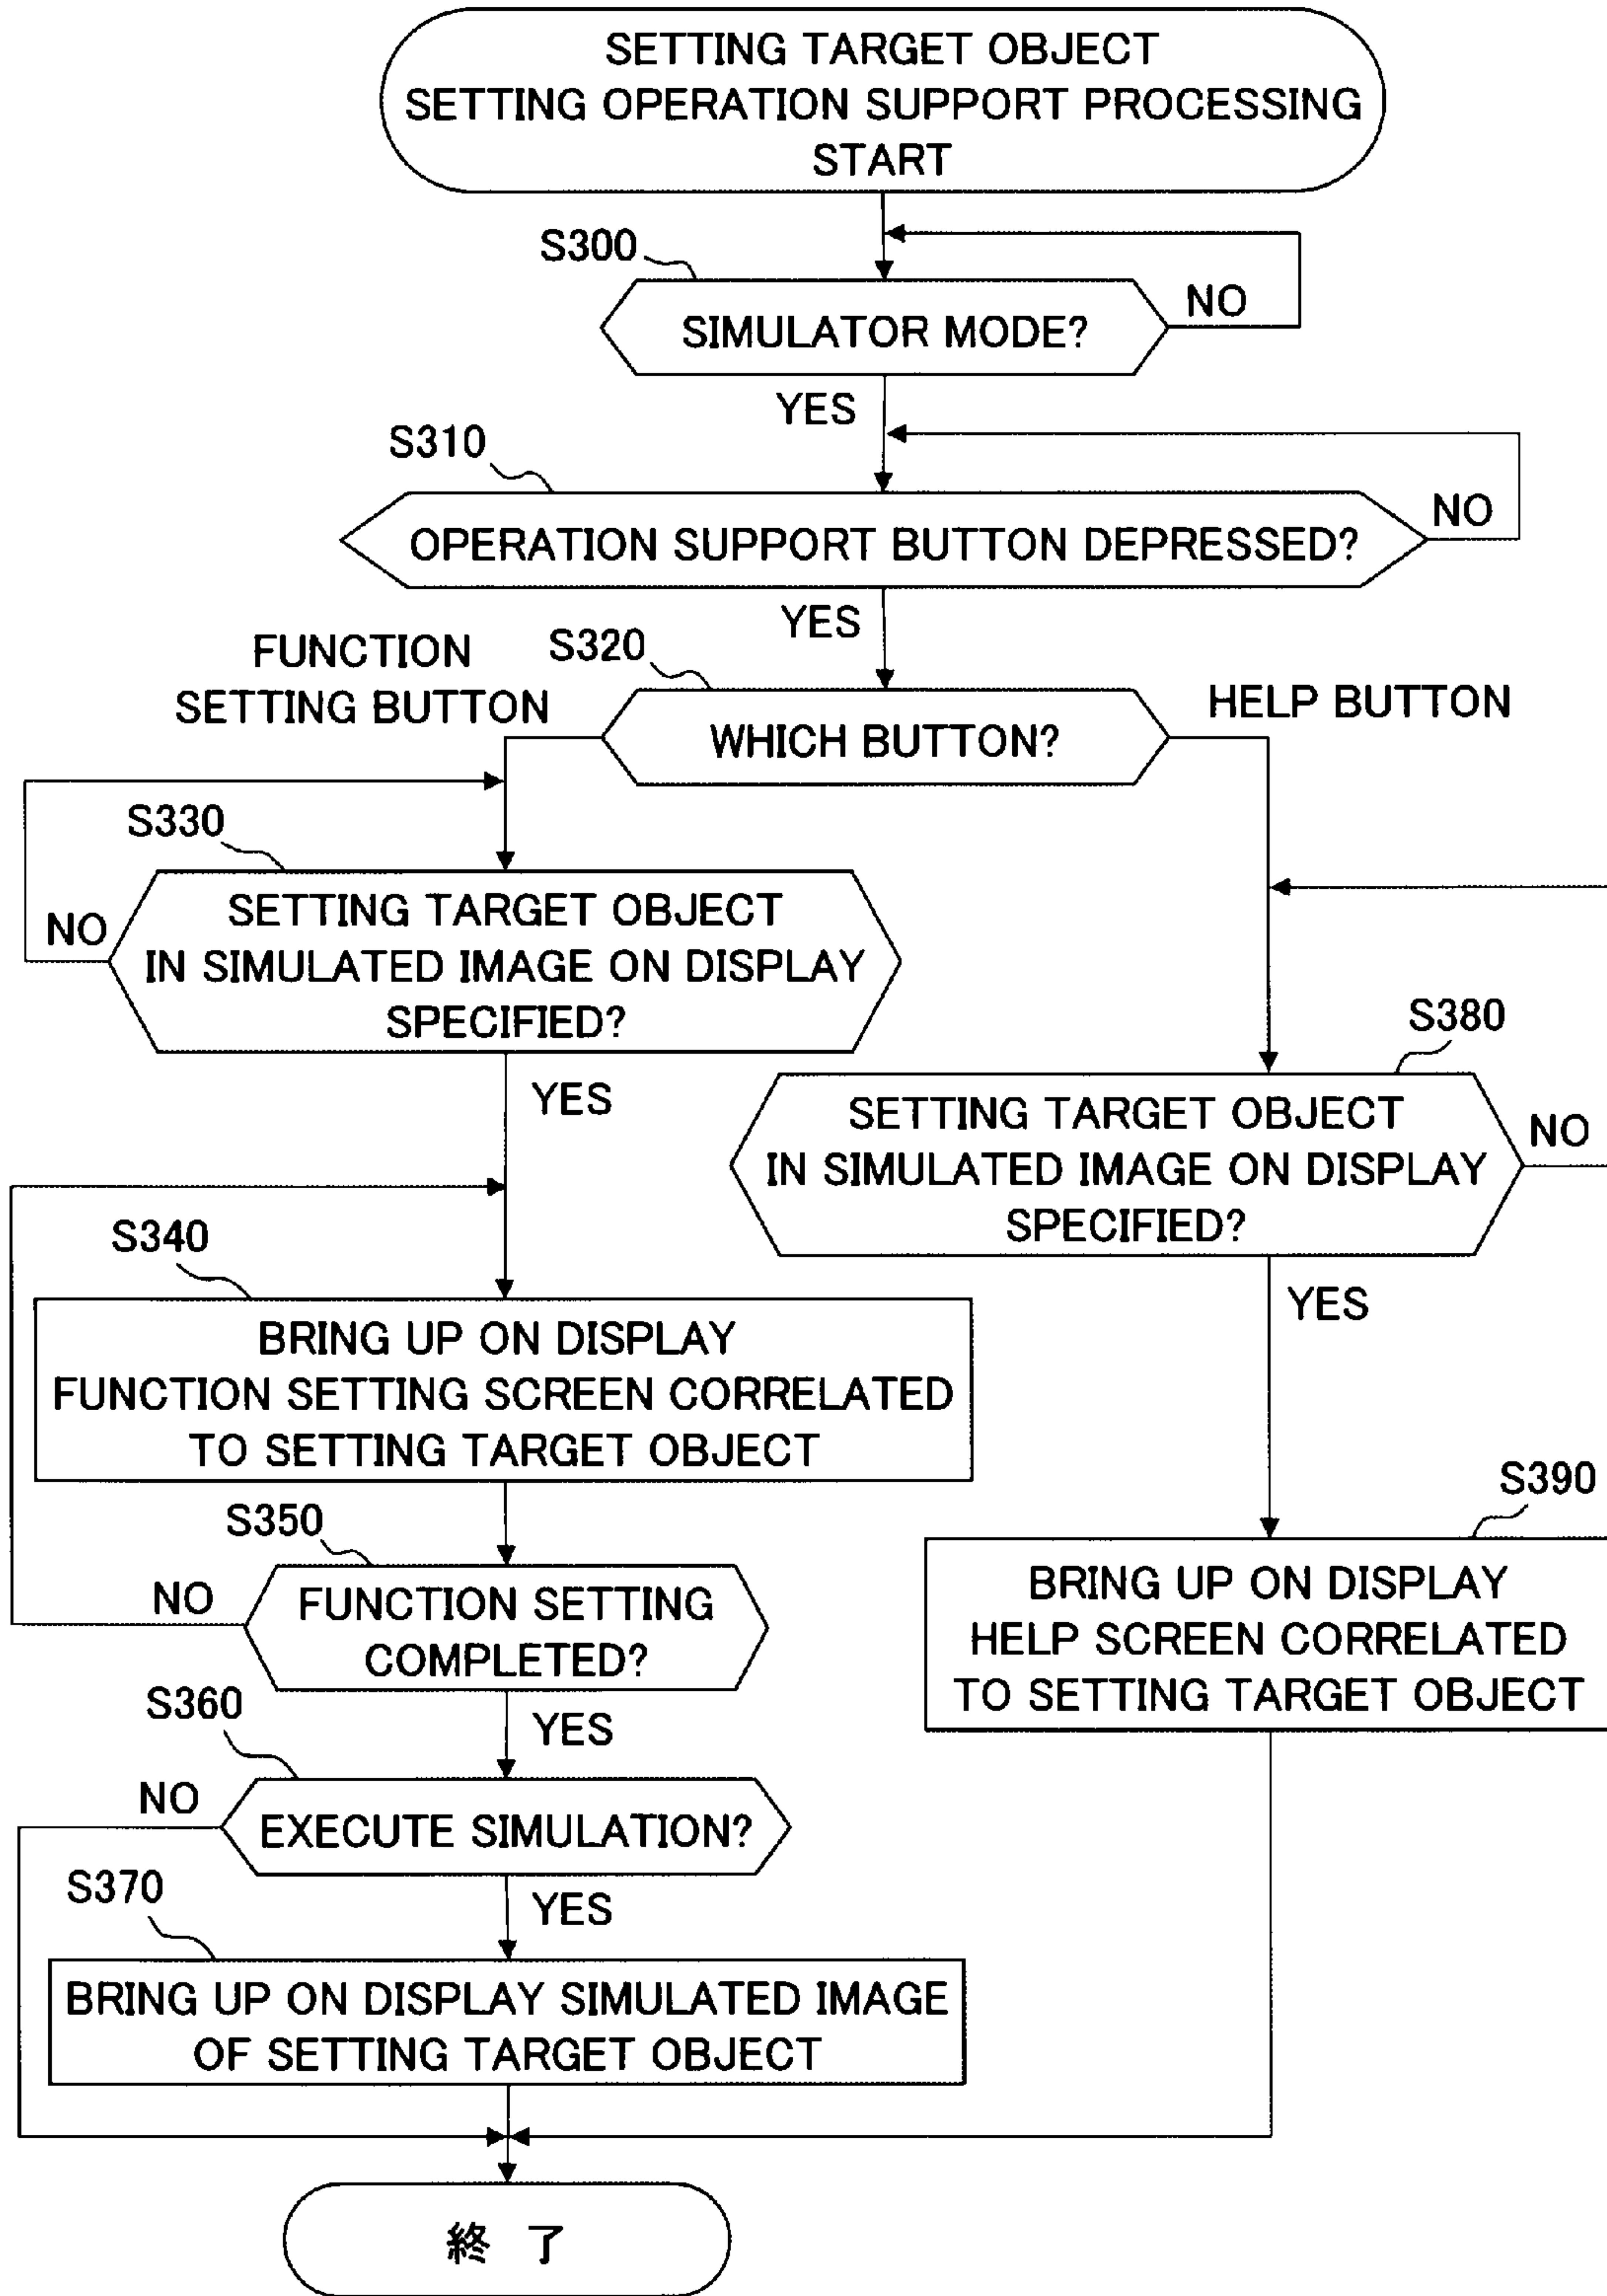 SETTING TARGET OBJECT
SETTING OPERATION SUPPORT PROCESSING
START
S300
NO
SIMULATOR MODE?
YES
S310
NO
OPERATION SUPPORT BUTTON DEPRESSED?
YES
FUNCTION
SETTING BUTTON
S320
HELP BUTTON
WHICH BUTTON?
S330
NO
SETTING TARGET OBJECT
IN SIMULATED IMAGE ON DISPLAY
SPECIFIED?
YES
S380
SETTING TARGET OBJECT
IN SIMULATED IMAGE ON DISPLAY
SPECIFIED?
NO
YES
S340
BRING UP ON DISPLAY
FUNCTION SETTING SCREEN CORRELATED
TO SETTING TARGET OBJECT
S390
BRING UP ON DISPLAY
HELP SCREEN CORRELATED
TO SETTING TARGET OBJECT
S350
NO
FUNCTION SETTING
COMPLETED?
YES
S360
NO
EXECUTE SIMULATION?
YES
S370
BRING UP ON DISPLAY SIMULATED IMAGE
OF SETTING TARGET OBJECT
終 了